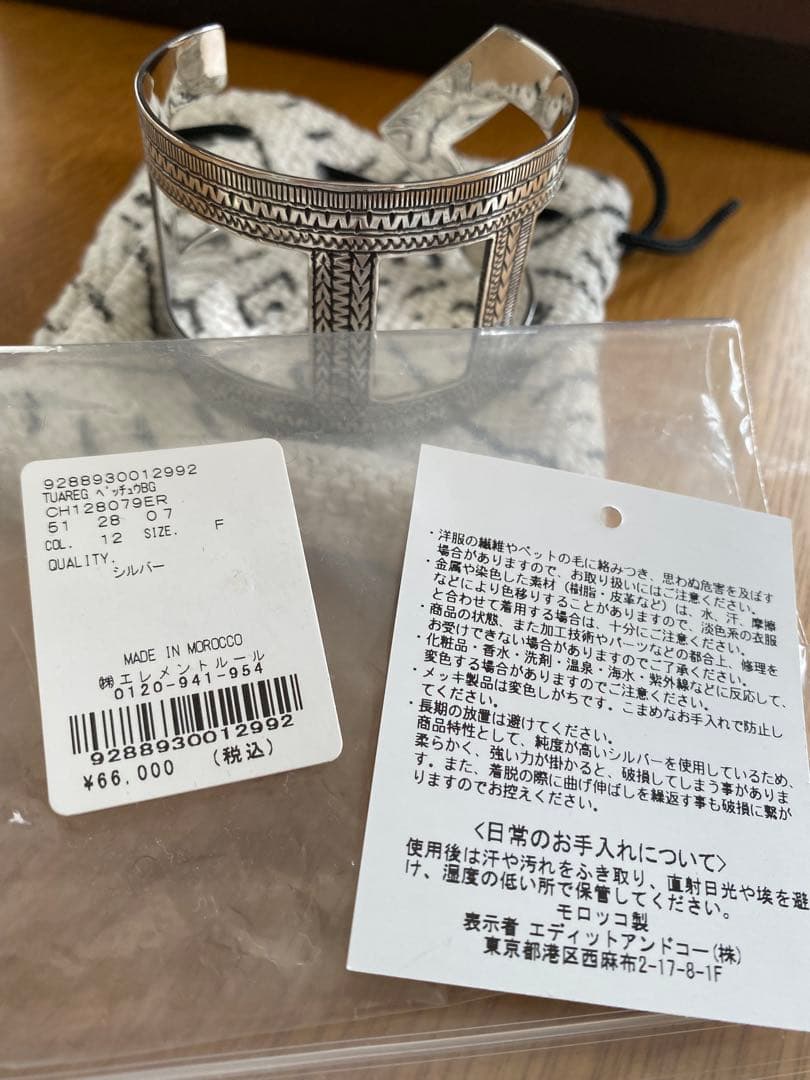 9288930012992
TUAREG ベッチュウBG
CH128079ER
51 28 07
COL. 12 SIZE. F
QUALITY.
シルバー
MADE IN MOROCCO
㈱エレメントルール
0120-941-954
9288930012992
¥66,000 (税込)
・洋服の繊維やペットの毛に絡みつき、思わぬ危害を及ぼす
場合がありますので、お取り扱いにはご注意ください。
・金属や染色した素材（樹脂・皮革など）は、水、汗、摩擦
などにより色移りすることがありますので、淡色系の衣服
と合わせて着用する場合は、十分にご注意ください。
・商品の状態、また加工技術やパーツなどの都合上、修理を
お受けできない場合がありますのでご了承ください。
・化粧品・香水・洗剤・温泉・海水・紫外線などに反応して、
変色する場合がありますのでご注意ください。
・メッキ製品は変色しがちです。こまめなお手入れで防止し
てください。
・長期の放置は避けてください。
商品特性として、純度が高いシルバーを使用しているため、
柔らかく、強い力が掛かると、破損してしまう事がありま
す。また、着脱の際に曲げ伸ばしを繰返す事も破損に繋が
りますのでお控えください。
<日常のお手入れについて>
使用後は汗や汚れをふき取り、直射日光や埃を避
け、湿度の低い所で保管してください。
モロッコ製
表示者 エディットアンドコー(株)
東京都港区西麻布2-17-8-1F